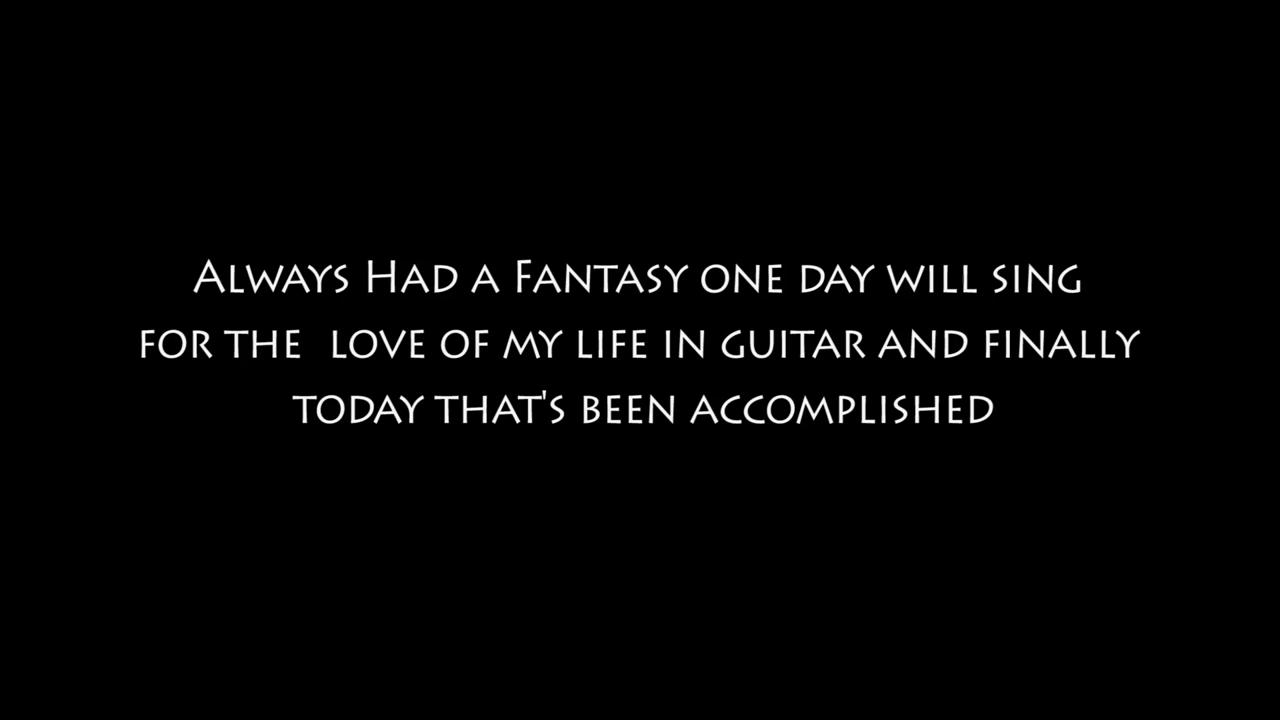 Always Had a Fantasy one day will sing
for the  love of my life in guitar and finally
today that's been accomplished